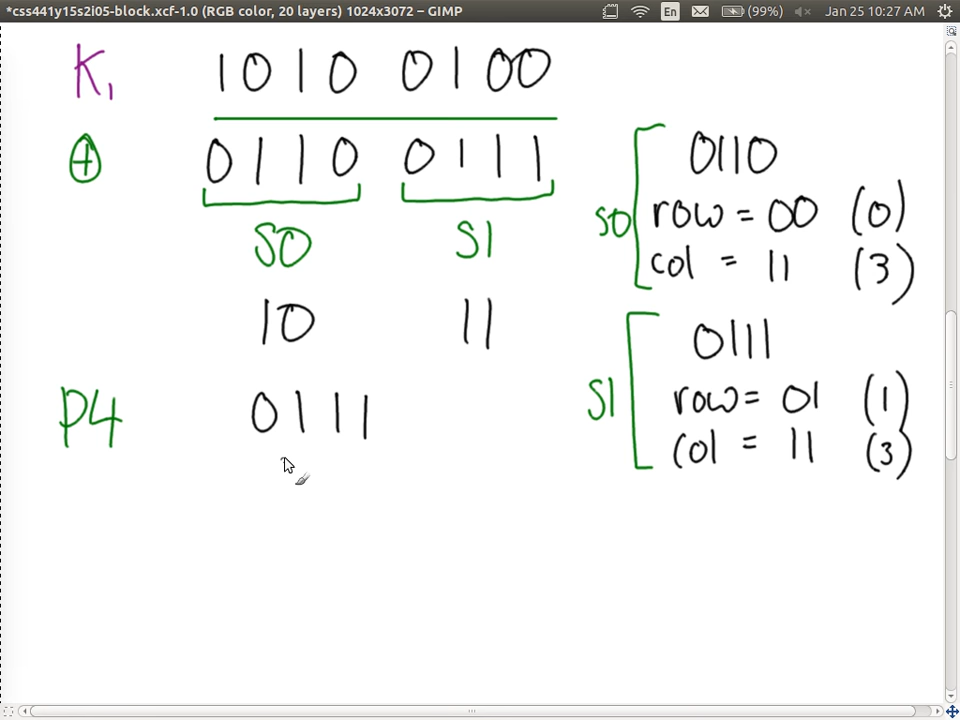 *css441y15s2i05-block.xcf-1.0 (RGB color, 20 layers) 1024x3072 – GIMP En (99%) Jan 25 10:27 AM
K₁ 1010 0100
⊕ 0110 0111
S0 S1
10 11
P4 0111
S0
0110
row = 00 (0)
col = 11 (3)
S1
0111
row = 01 (1)
col = 11 (3)